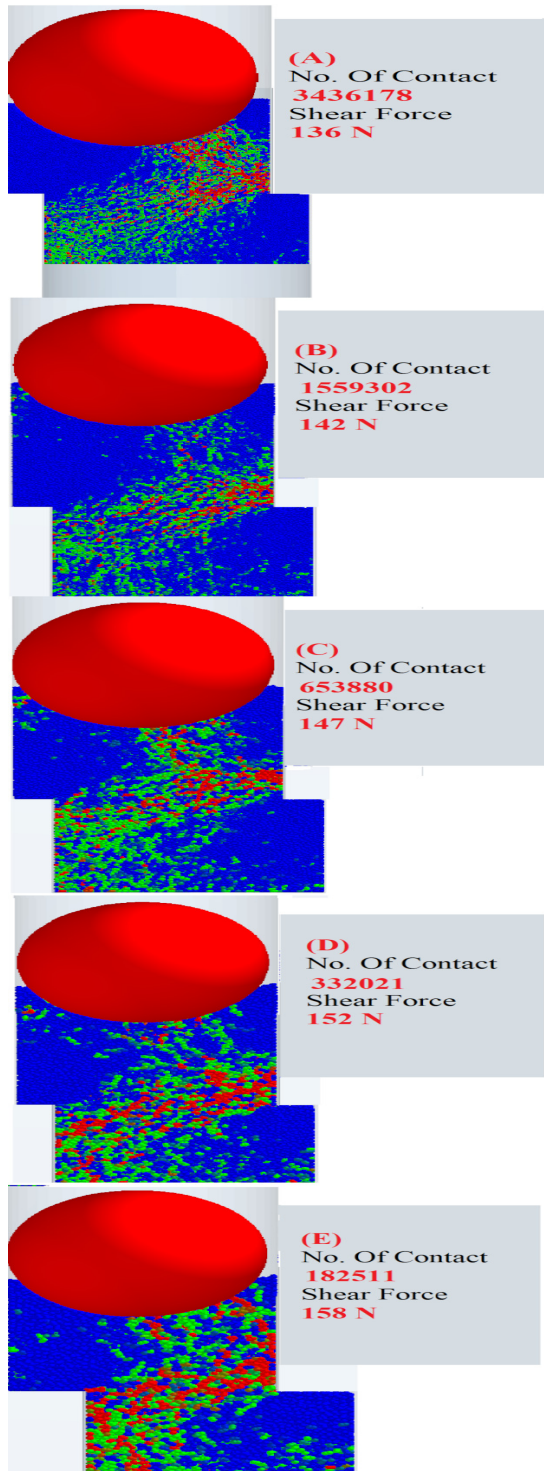 (A)
No. Of Contact
3436178
Shear Force
136 N
(B)
No. Of Contact
1559302
Shear Force
142 N
(C)
No. Of Contact
653880
Shear Force
147 N
(D)
No. Of Contact
332021
Shear Force
152 N
(E)
No. Of Contact
182511
Shear Force
158 N